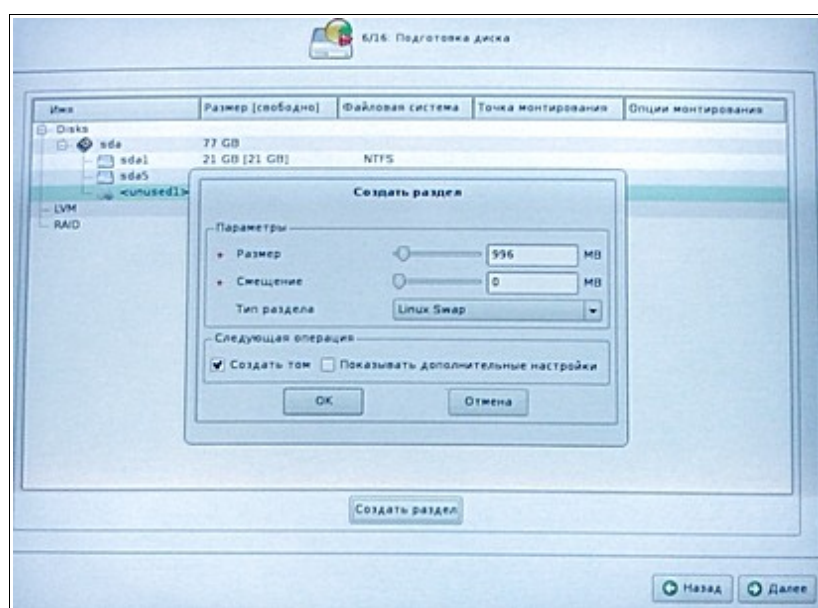 6/16: Подготовка диска
Имя Размер [свободно] Файловая система Точка монтирования Опции монтирования
Disks
sda 77 GB
sda1 21 GB [21 GB] NTFS
sda5
<unused1>
LVM
RAID
Создать раздел
Параметры
Размер 996 MB
Смещение 0 MB
Тип раздела Linux Swap
Следующая операция
Создать том Показывать дополнительные настройки
OK Отмена
Создать раздел
Назад Далее